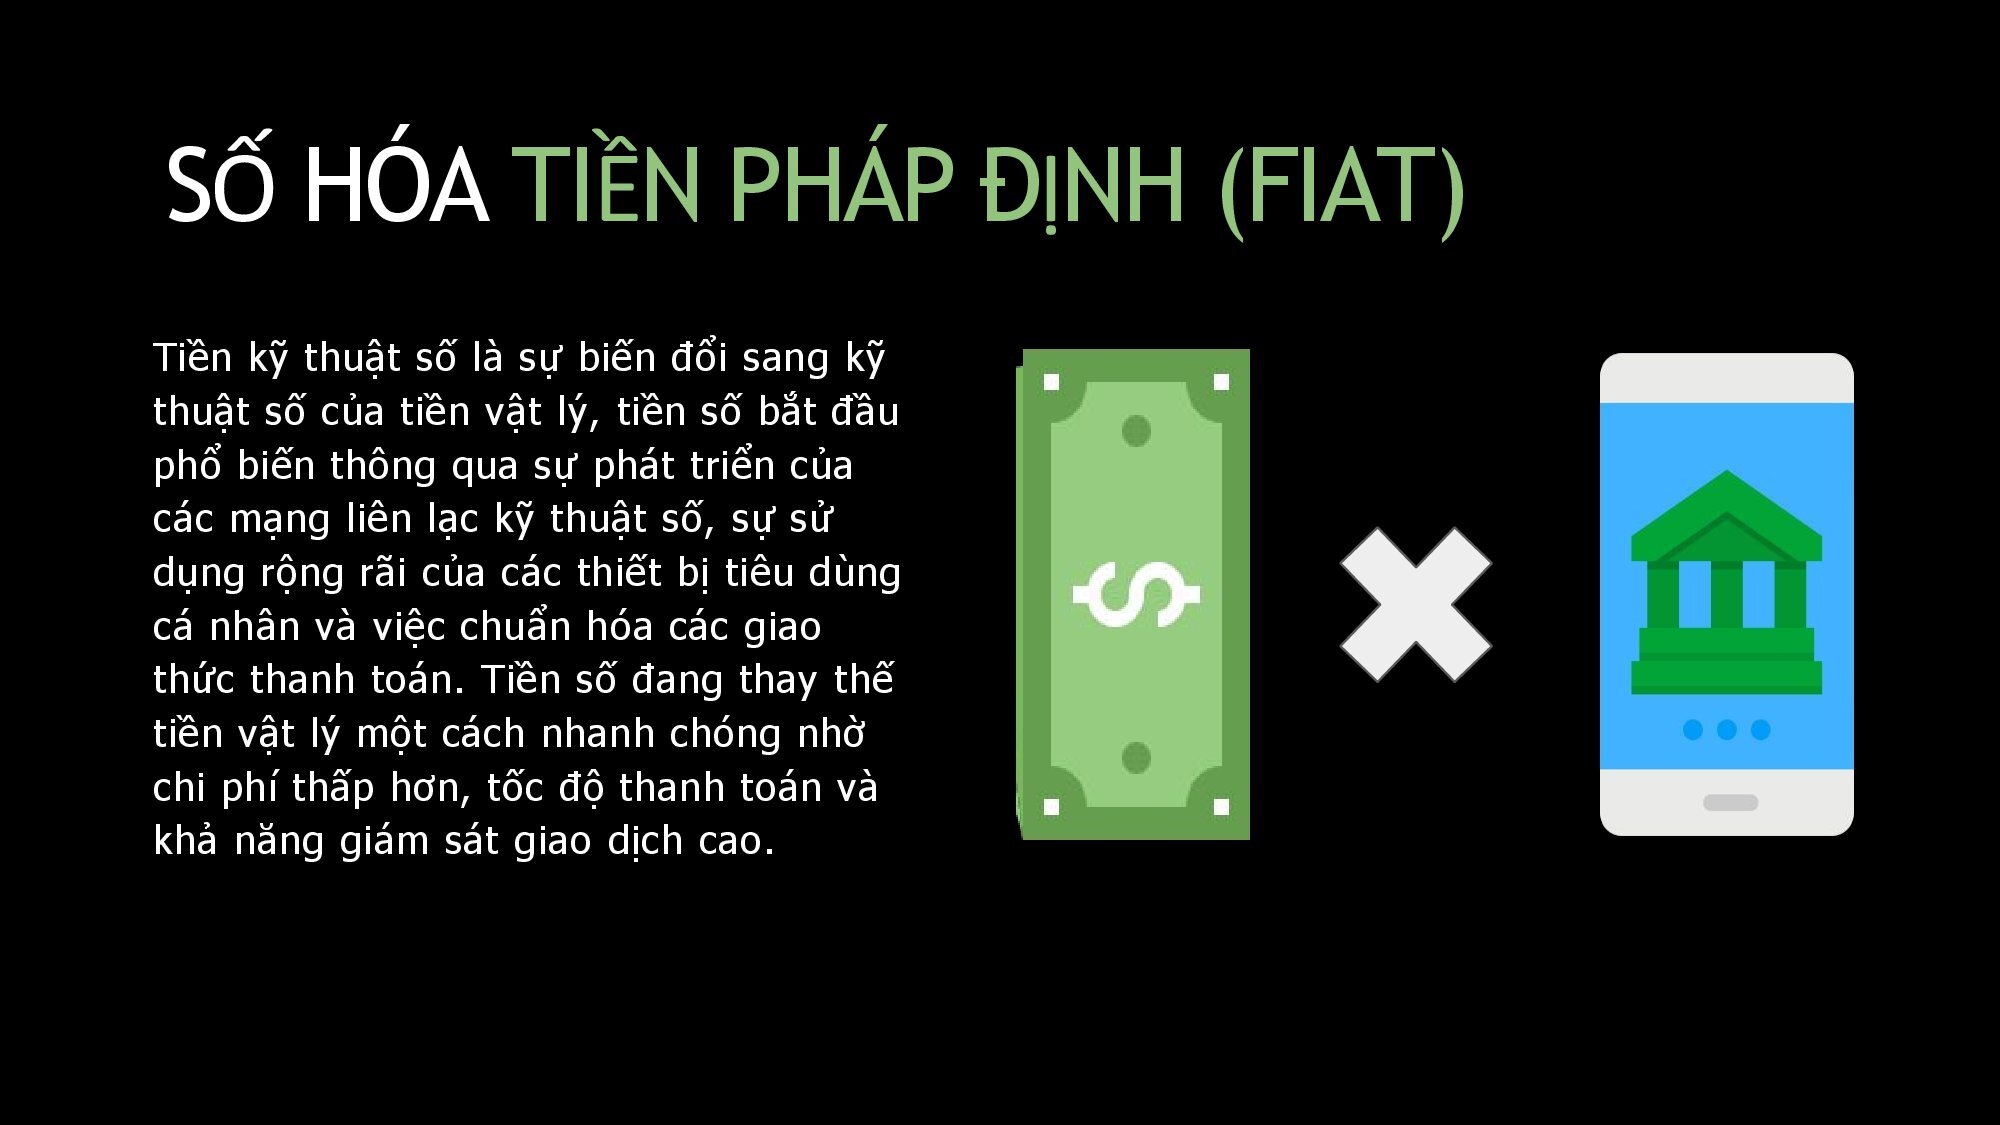 SỐ HÓA TIỀN PHÁP ĐỊNH (FIAT)
Tiền kỹ thuật số là sự biến đổi sang kỹ
thuật số của tiền vật lý, tiền số bắt đầu
phổ biến thông qua sự phát triển của
các mạng liên lạc kỹ thuật số, sự sử
dụng rộng rãi của các thiết bị tiêu dùng
cá nhân và việc chuẩn hóa các giao
thức thanh toán. Tiền số đang thay thế
tiền vật lý một cách nhanh chóng nhờ
chi phí thấp hơn, tốc độ thanh toán và
khả năng giám sát giao dịch cao.
$